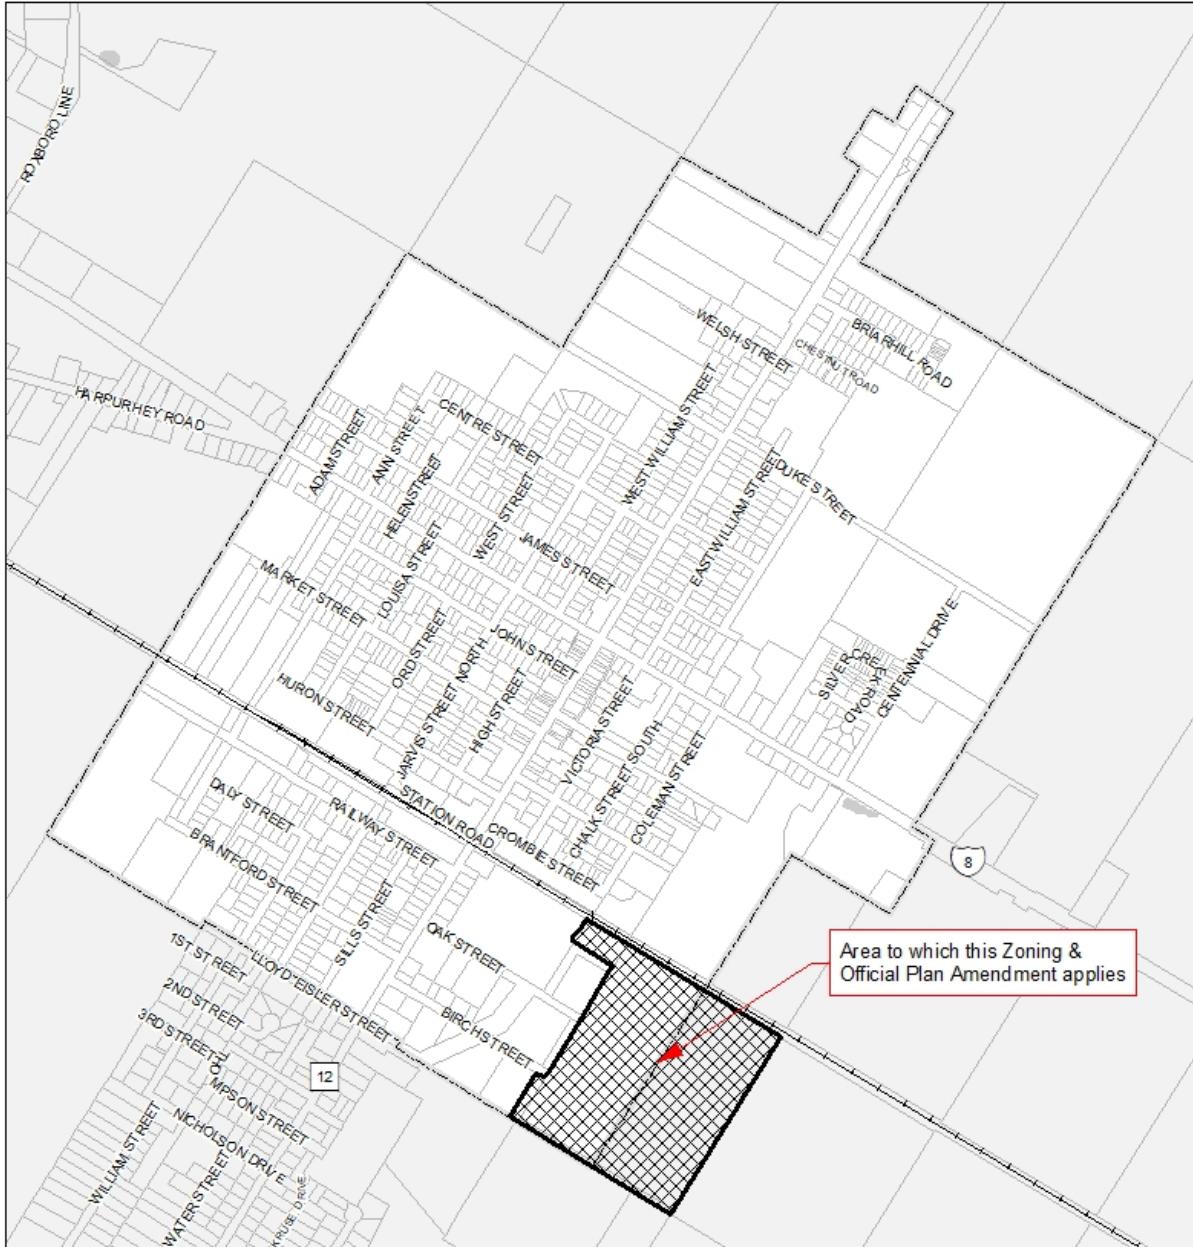 ROXBORO LINE
WELSH STREET
BRIARHILL ROAD
CHESTNUT ROAD
HARPURHEY ROAD
ADAM STREET
ANN STREET
CENTRE STREET
HELEN STREET
WEST STREET
WEST WILLIAM STREET
EAST WILLIAM STREET
DUKE STREET
JAMES STREET
MARKET STREET
LOUISA STREET
ORD STREET
JOHN STREET
JARVIS STREET NORTH
HIGH STREET
HURON STREET
VICTORIA STREET
CHALK STREET SOUTH
COLEMAN STREET
SILVER CREEK ROAD
CENTENNIAL DRIVE
STATION ROAD
CROMBIE STREET
DALY STREET
RAILWAY STREET
BRANTFORD STREET
SILLS STREET
OAK STREET
8
Area to which this Zoning &
Official Plan Amendment applies
1ST STREET
LLOYD EISLER STREET
2ND STREET
BIRCH STREET
3RD STREET
12
THOMPSON STREET
NICHOLSON DRIVE
WILLIAM STREET
WATER STREET
KRUSE DRIVE